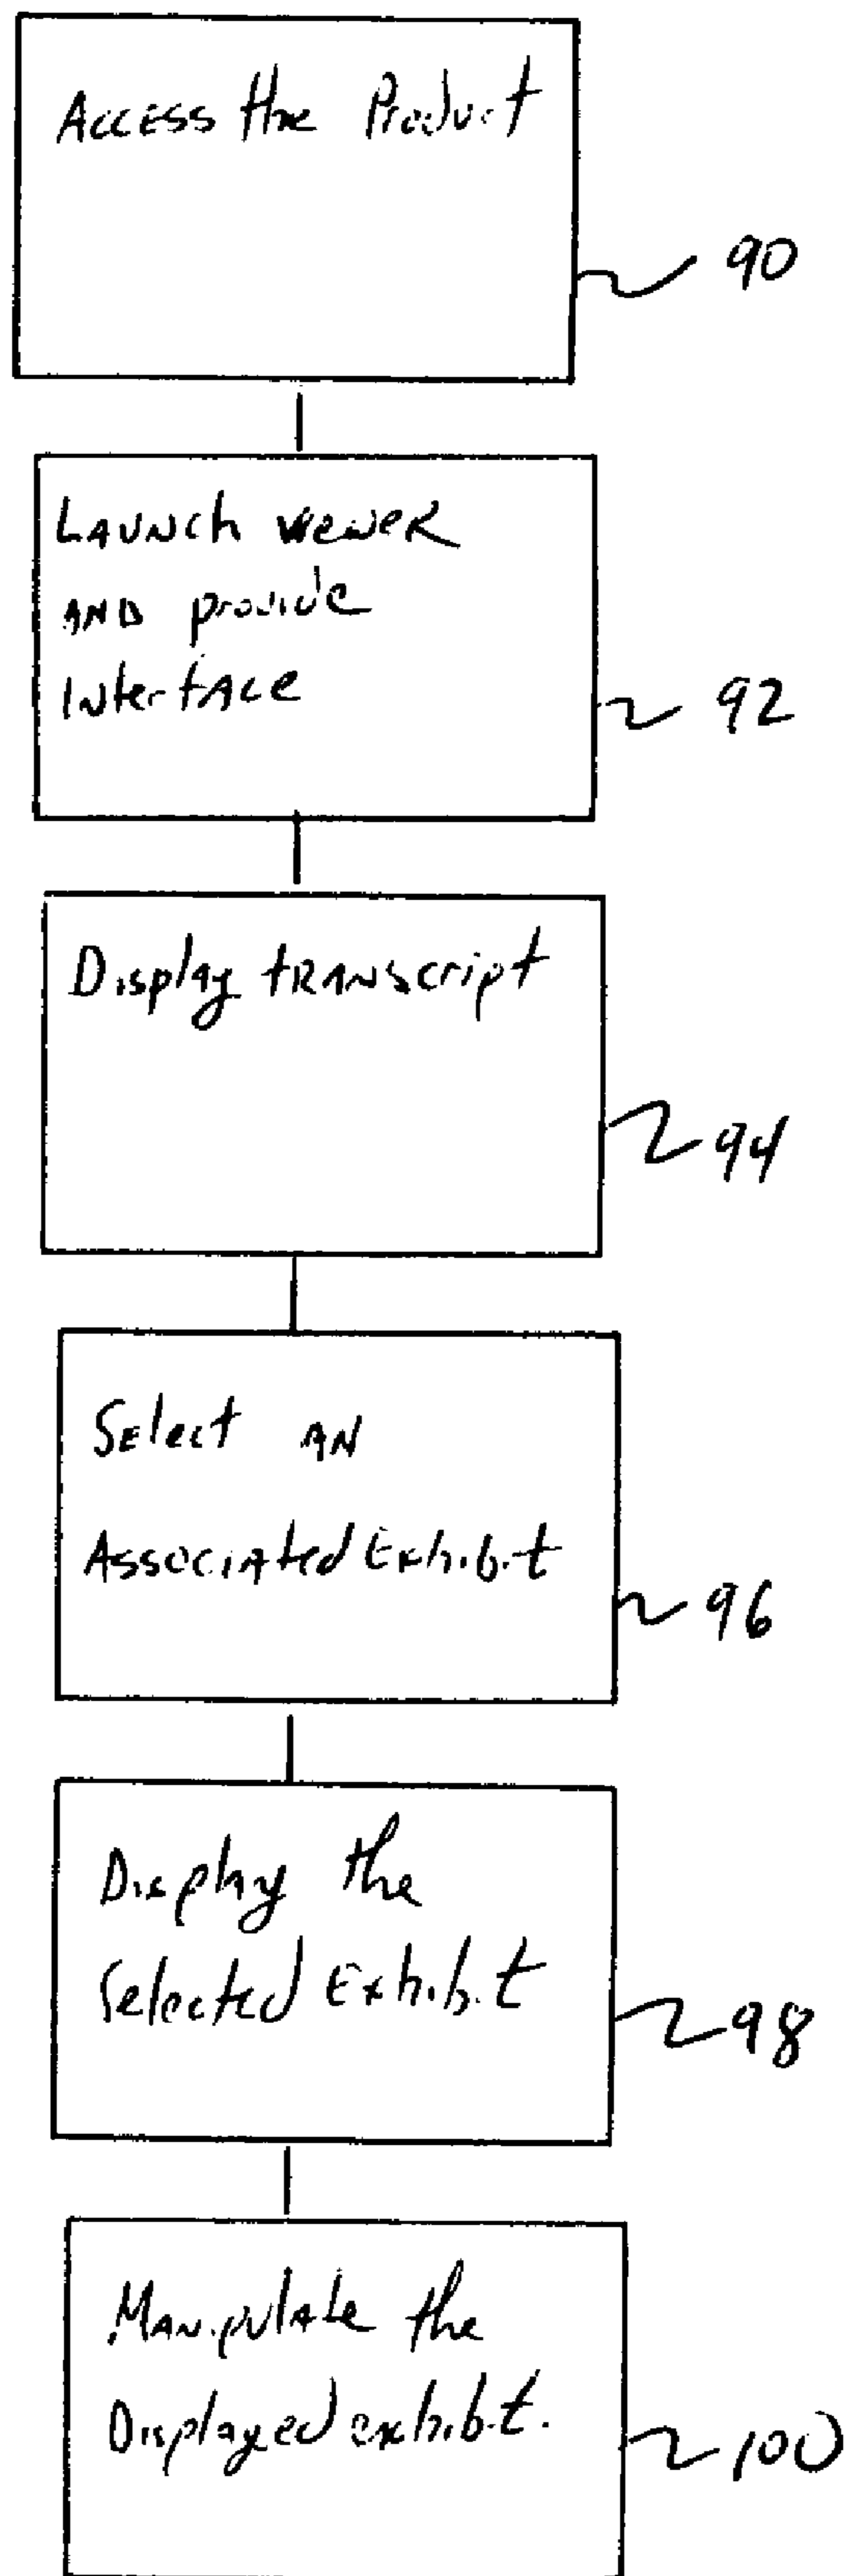 Access the Product
90
Launch viewer
and provide
Interface
92
Display transcript
94
Select an
Associated Exhibit
96
Display the
Selected Exhibit
98
Manipulate the
Displayed exhibit.
100